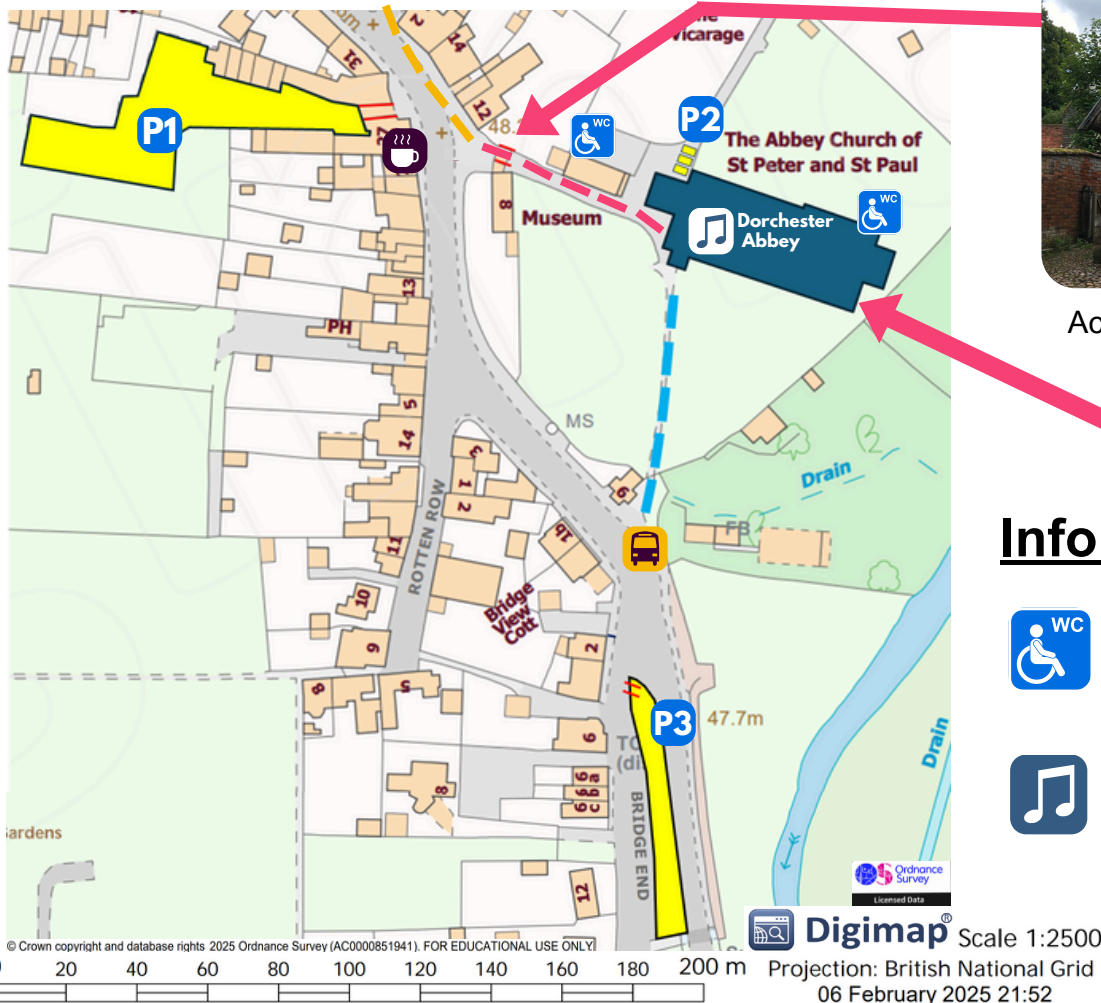 2
14
31
12
Vicarage
P1
P2
P3
WC
48.
The Abbey Church of
St Peter and St Paul
WC
Dorchester
Abbey
Museum
8
13
PH
5
14
MS
3
1
2
11
ROTTEN ROW
1b
9
Drain
FB
Bridge
View
Cott
10
9
8
5
2
6
8
6a
6b
6c
12
47.7m
BRIDGE END
Drain
Ac
Info
WC
Ordnance
Survey
Licensed Data
© Crown copyright and database rights 2025 Ordnance Survey (AC0000851941). FOR EDUCATIONAL USE ONLY.
20 40 60 80 100 120 140 160 180 200 m
Digimap®
Scale 1:2500
Projection: British National Grid
06 February 2025 21:52